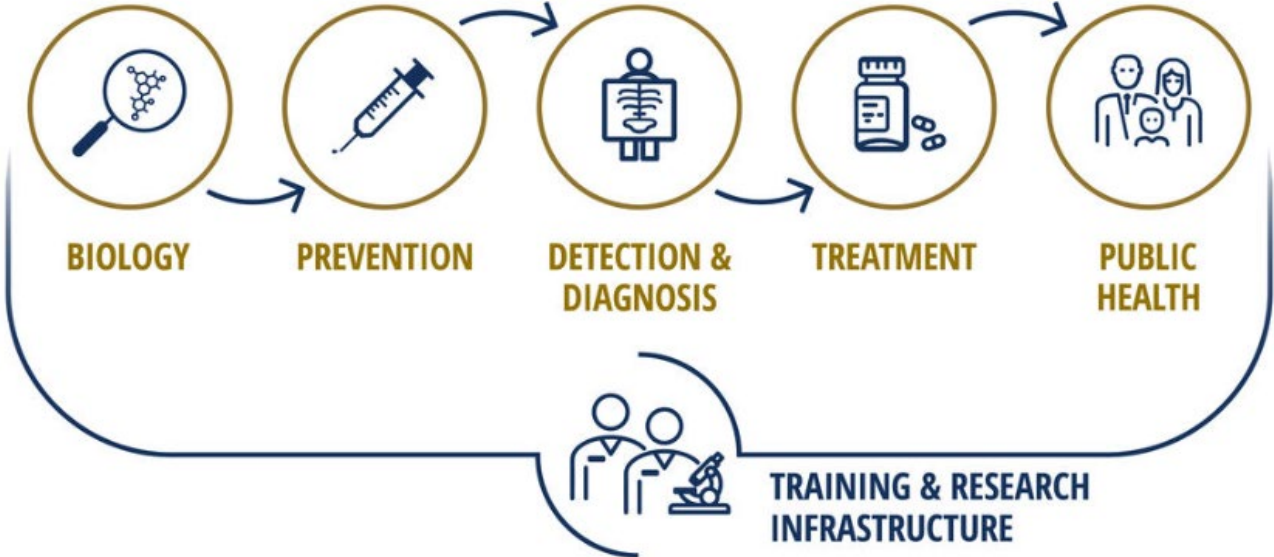 BIOLOGY
PREVENTION
DETECTION &
DIAGNOSIS
TREATMENT
PUBLIC
HEALTH
TRAINING & RESEARCH
INFRASTRUCTURE